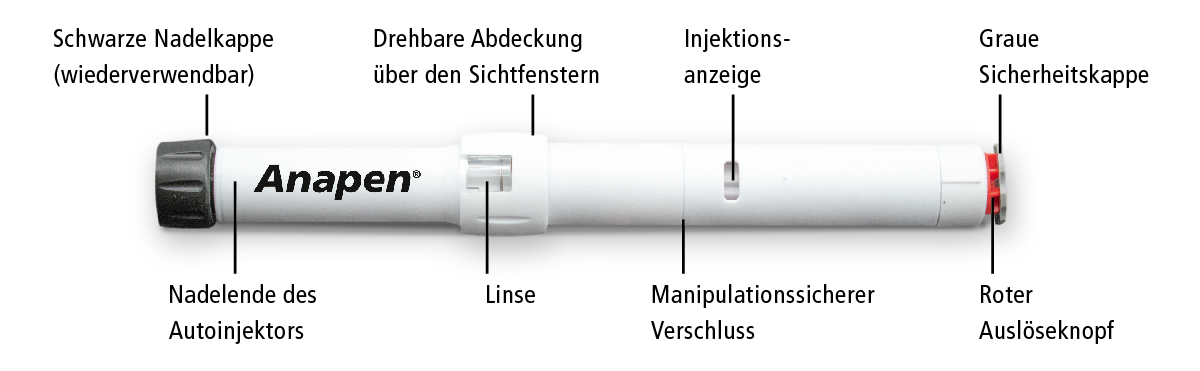 Schwarze Nadelkappe
(wiederverwendbar)
Drehbare Abdeckung
über den Sichtfenstern
Injektions-
anzeige
Graue
Sicherheitskappe
Anapen®
Nadelende des
Autoinjektors
Linse
Manipulationssicherer
Verschluss
Roter
Auslöseknopf